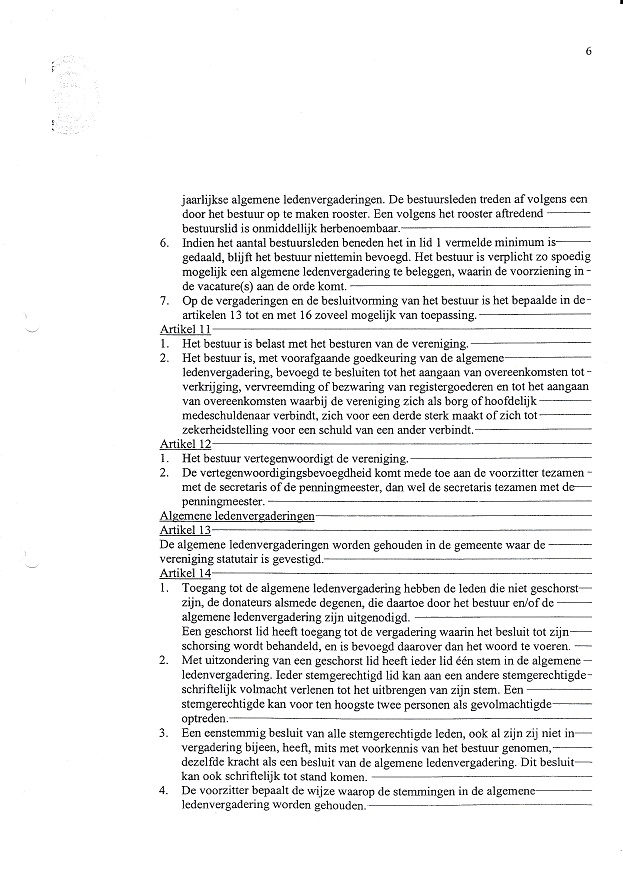 6
jaarlijkse algemene ledenvergaderingen. De bestuursleden treden af volgens een
door het bestuur op te maken rooster. Een volgens het rooster aftredend
bestuurslid is onmiddellijk herbenoembaar.
6. Indien het aantal bestuursleden beneden het in lid 1 vermelde minimum is
gedaald, blijft het bestuur niettemin bevoegd. Het bestuur is verplicht zo spoedig
mogelijk een algemene ledenvergadering te beleggen, waarin de voorziening in -
de vacature(s) aan de orde komt.
7. Op de vergaderingen en de besluitvorming van het bestuur is het bepaalde in de-
artikelen 13 tot en met 16 zoveel mogelijk van toepassing.
Artikel 11
1. Het bestuur is belast met het besturen van de vereniging.
2. Het bestuur is, met voorafgaande goedkeuring van de algemene
ledenvergadering, bevoegd te besluiten tot het aangaan van overeenkomsten tot -
verkrijging, vervreemding of bezwaring van registergoederen en tot het aangaan
van overeenkomsten waarbij de vereniging zich als borg of hoofdelijk
medeschuldenaar verbindt, zich voor een derde sterk maakt of zich tot
zekerheidstelling voor een schuld van een ander verbindt.
Artikel 12
1. Het bestuur vertegenwoordigt de vereniging.
2. De vertegenwoordigingsbevoegdheid komt mede toe aan de voorzitter tezamen -
met de secretaris of de penningmeester, dan wel de secretaris tezamen met de
penningmeester.
Algemene ledenvergaderingen
Artikel 13
De algemene ledenvergaderingen worden gehouden in de gemeente waar de
vereniging statutair is gevestigd.
Artikel 14
1. Toegang tot de algemene ledenvergadering hebben de leden die niet geschorst
zijn, de donateurs alsmede degenen, die daartoe door het bestuur en/of de
algemene ledenvergadering zijn uitgenodigd.
Een geschorst lid heeft toegang tot de vergadering waarin het besluit tot zijn
schorsing wordt behandeld, en is bevoegd daarover dan het woord te voeren.
2. Met uitzondering van een geschorst lid heeft ieder lid één stem in de algemene
ledenvergadering. Ieder stemgerechtigd lid kan aan een andere stemgerechtigde-
schriftelijk volmacht verlenen tot het uitbrengen van zijn stem. Een
stemgerechtigde kan voor ten hoogste twee personen als gevolmachtigde
optreden.
3. Een eenstemmig besluit van alle stemgerechtigde leden, ook al zijn zij niet in
vergadering bijeen, heeft, mits met voorkennis van het bestuur genomen,
dezelfde kracht als een besluit van de algemene ledenvergadering. Dit besluit
kan ook schriftelijk tot stand komen.
4. De voorzitter bepaalt de wijze waarop de stemmingen in de algemene
ledenvergadering worden gehouden.